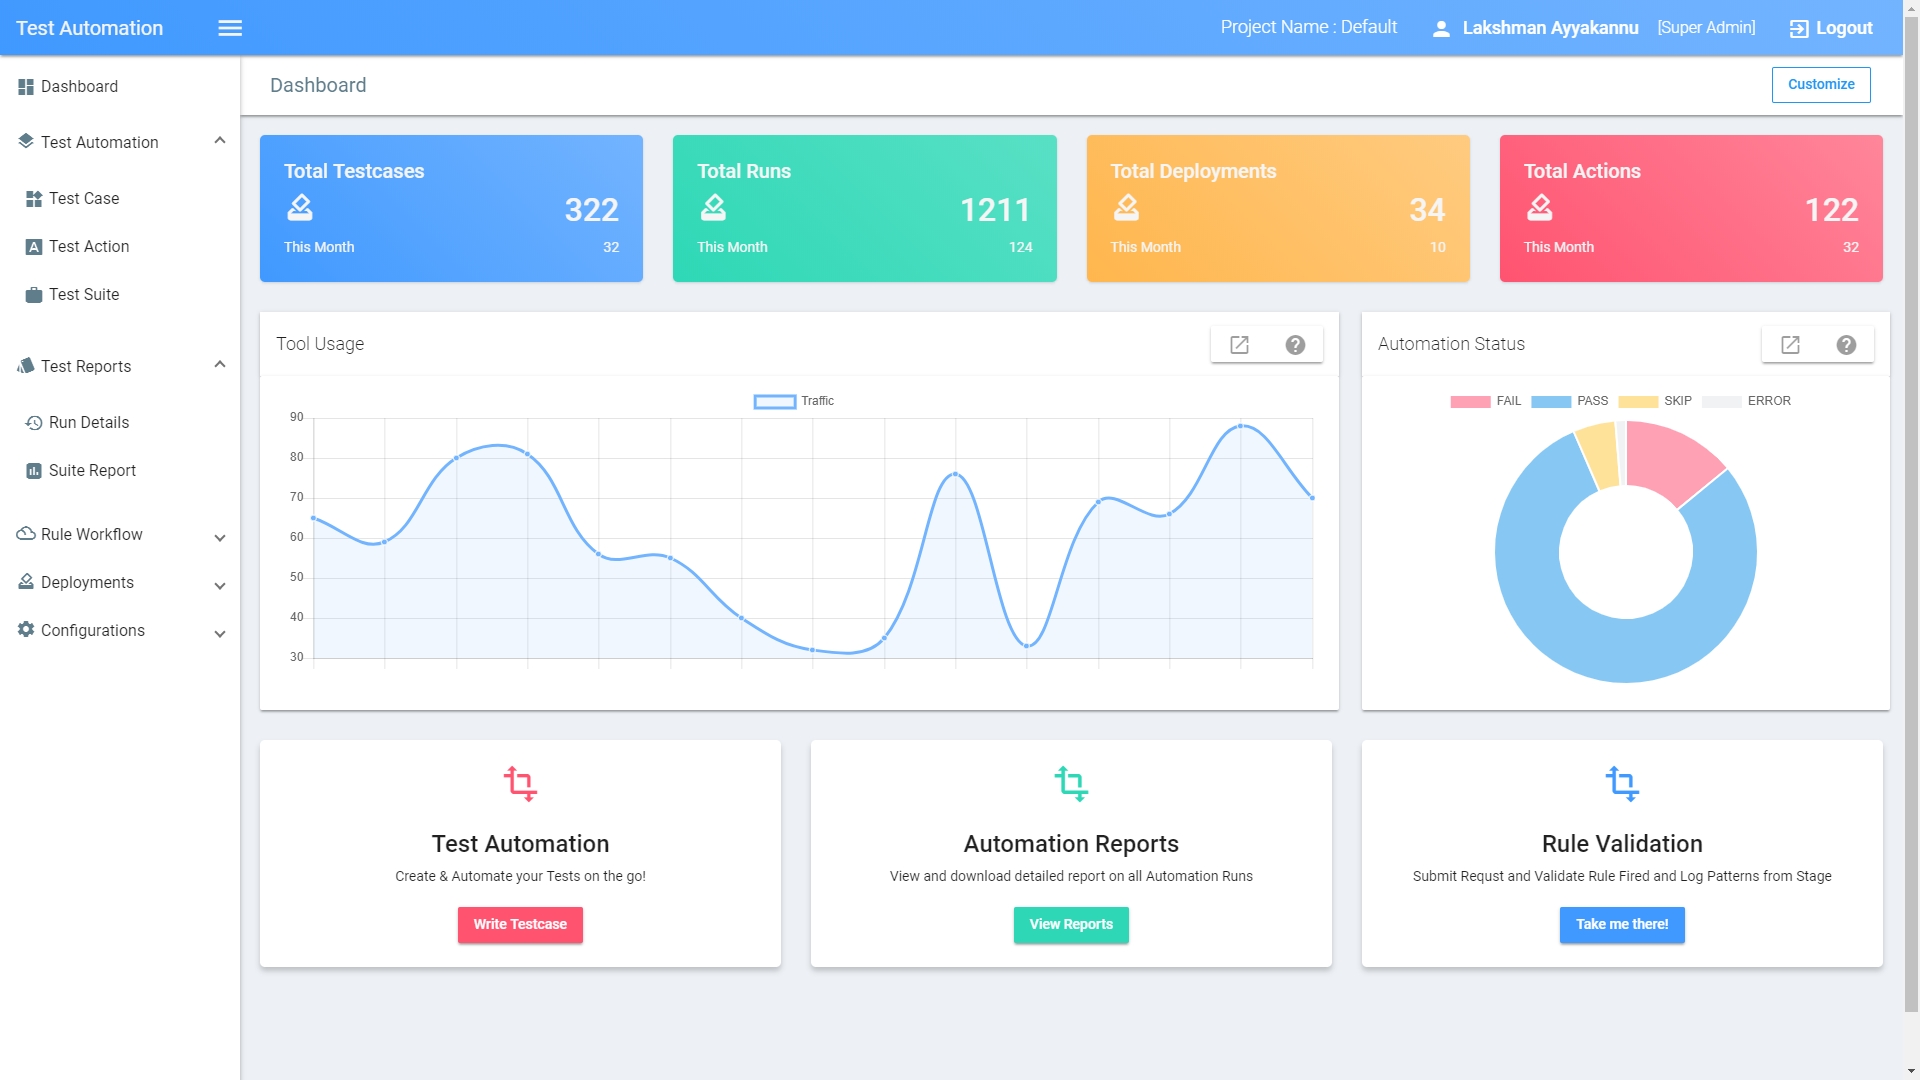 Test Automation
Project Name : Default
Lakshman Ayyakannu [Super Admin]
Logout
Dashboard
Test Automation
Test Case
Test Action
Test Suite
Test Reports
Run Details
Suite Report
Rule Workflow
Deployments
Configurations
Dashboard
Customize
Total Testcases
322
This Month 32
Total Runs
1211
This Month 124
Total Deployments
34
This Month 10
Total Actions
122
This Month 32
Tool Usage
Traffic
90
80
70
60
50
40
30
Automation Status
FAIL PASS SKIP ERROR
Test Automation
Create & Automate your Tests on the go!
Write Testcase
Automation Reports
View and download detailed report on all Automation Runs
View Reports
Rule Validation
Submit Requst and Validate Rule Fired and Log Patterns from Stage
Take me there!